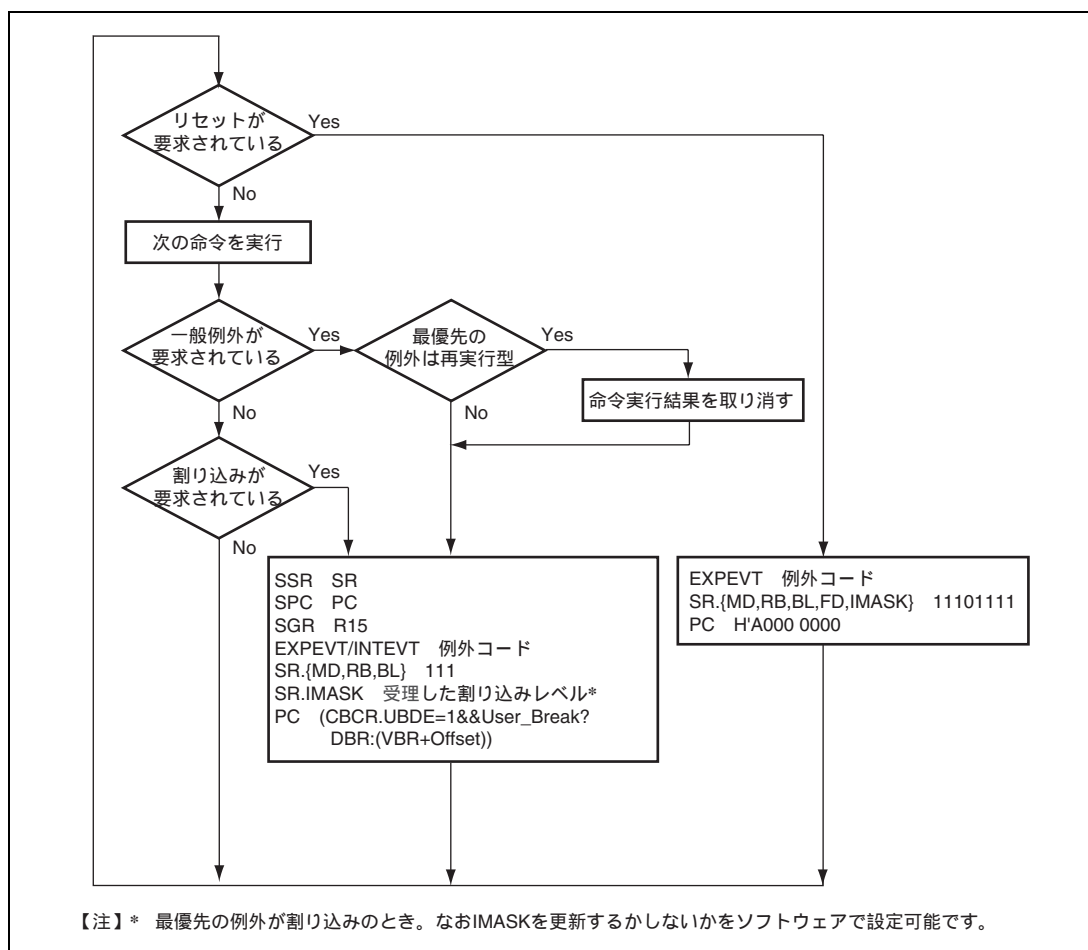 リセットが
要求されている
Yes
No
次の命令を実行
一般例外が
要求されている
Yes
最優先の
例外は再実行型
Yes
命令実行結果を取り消す
No
No
割り込みが
要求されている
Yes
No
SSR SR
SPC PC
SGR R15
EXPEVT/INTEVT 例外コード
SR.{MD,RB,BL} 111
SR.IMASK 受理した割り込みレベル*
PC (CBCR.UBDE=1&&User_Break?
DBR:(VBR+Offset))
EXPEVT 例外コード
SR.{MD,RB,BL,FD,IMASK} 11101111
PC H'A000 0000
【注】* 最優先の例外が割り込みのとき。なおIMASKを更新するかしないかをソフトウェアで設定可能です。